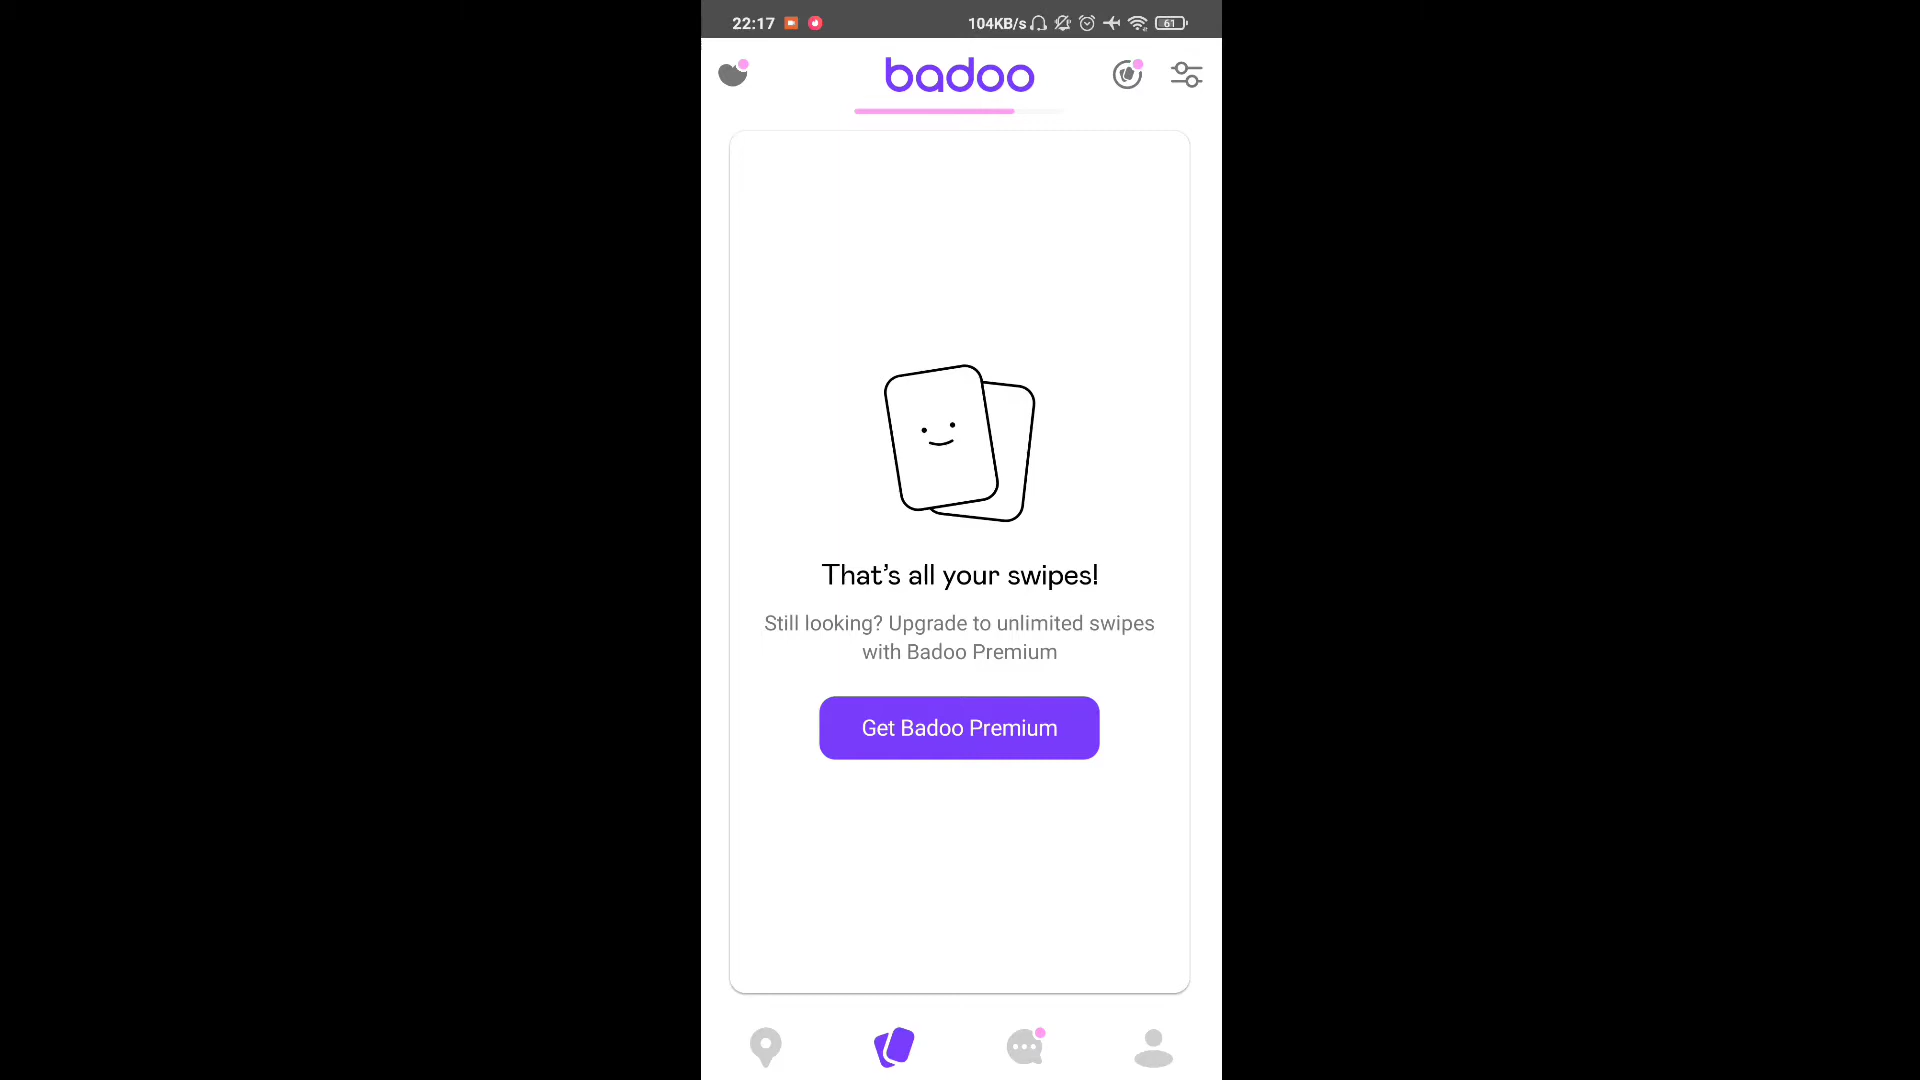 22:17
104KB/s
61
badoo
That's all your swipes!
Still looking? Upgrade to unlimited swipes
with Badoo Premium
Get Badoo Premium